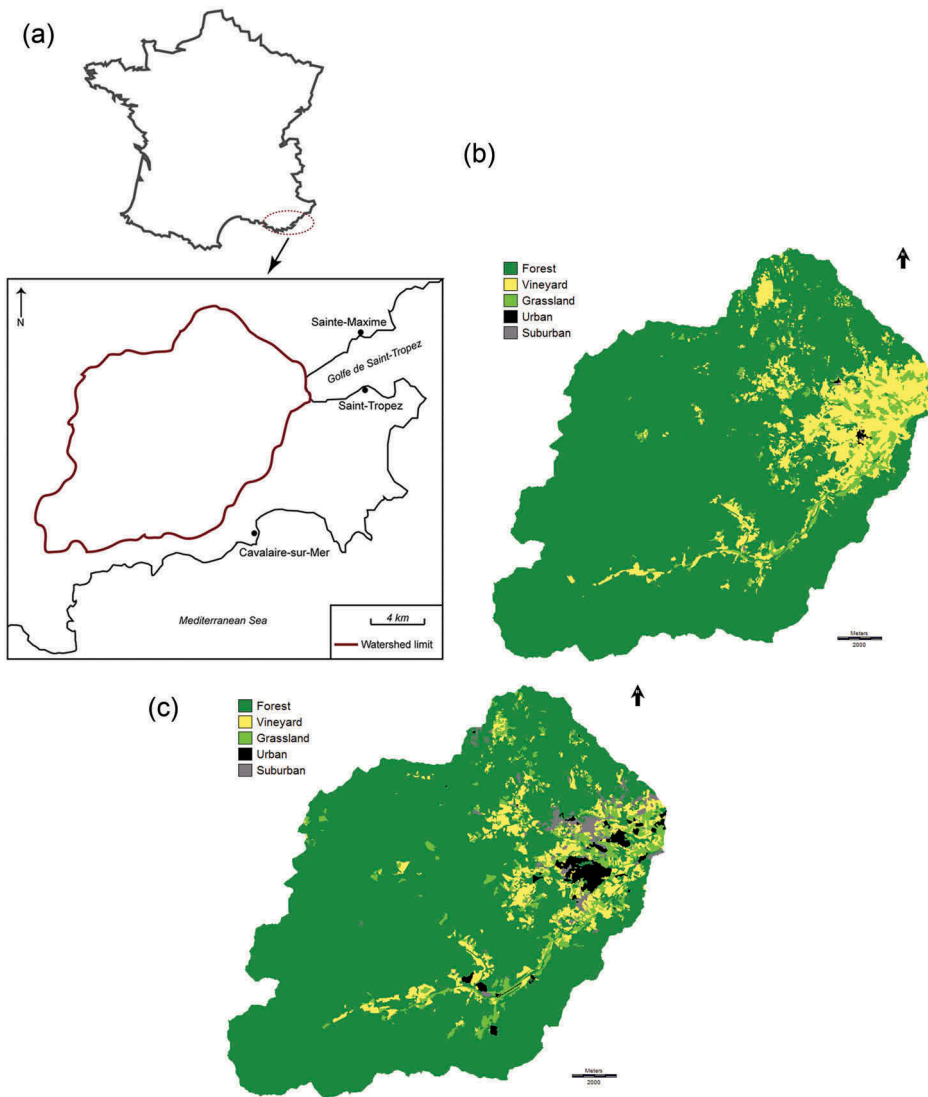 (a)
N
Sainte-Maxime
Golfe de Saint-Tropez
Saint-Tropez
Cavalaire-sur-Mer
Mediterranean Sea
4 km
Watershed limit
(b)
Forest
Vineyard
Grassland
Urban
Suburban
Meters
2000
(c)
Forest
Vineyard
Grassland
Urban
Suburban
Meters
2000